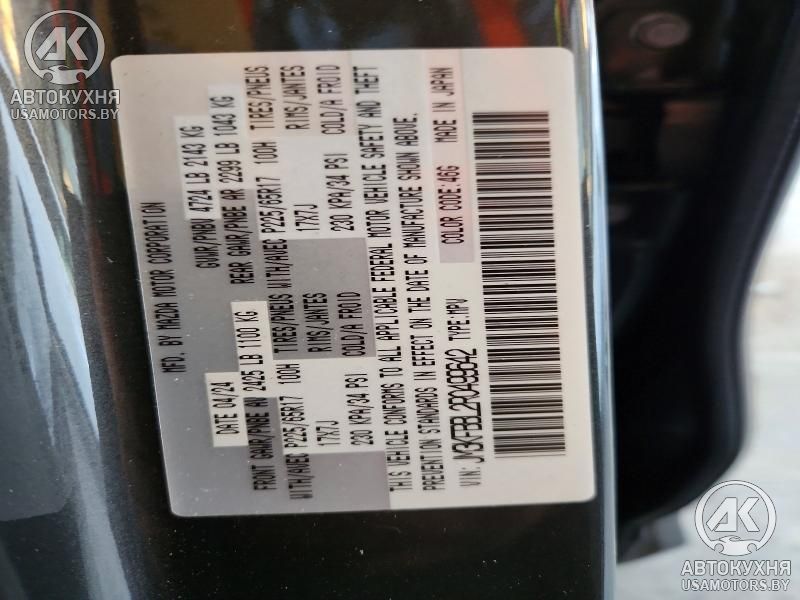 MFD. BY MAZDA MOTOR CORPORATION
DATE 04/24 GVWR/PNBV 4724 LB 2143 KG
FRONT GAWR/PNBE AV 2425 LB 1100 KG REAR GAWR/PNBE AR 2299 LB 1043 KG
WITH/AVEC P225/65R17 100H TIRES/PNEUS WITH/AVEC P225/65R17 100H TIRES/PNEUS
17X7J RIMS/JANTES 17X7J RIMS/JANTES
230 KPA/34 PSI COLD/A FROID 230 KPA/34 PSI COLD/A FROID
THIS VEHICLE CONFORMS TO ALL APPLICABLE FEDERAL MOTOR VEHICLE SAFETY AND THEFT
PREVENTION STANDARDS IN EFFECT ON THE DATE OF MANUFACTURE SHOWN ABOVE.
VIN: JM3KFBBL2R0499642 TYPE:MPV COLOR CODE:46G MADE IN JAPAN
АК
АВТОКУХНЯ
USAMOTORS.BY
АК
АВТОКУХНЯ
USAMOTORS.BY